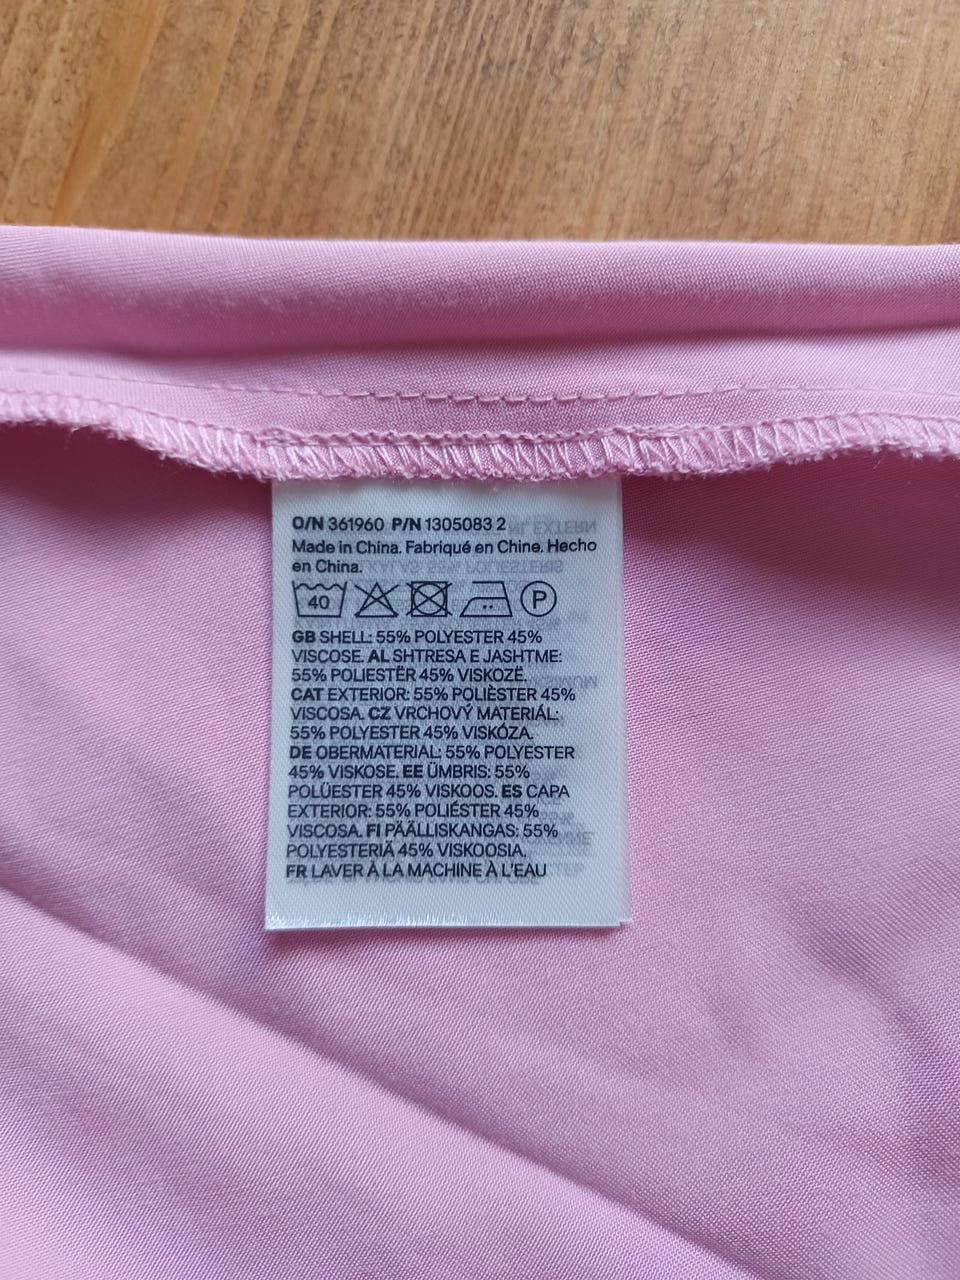 O/N 361960 P/N 1305083 2
Made in China. Fabriqué en Chine. Hecho
en China.
40 P
GB SHELL: 55% POLYESTER 45%
VISCOSE. AL SHTRESA E JASHTME:
55% POLIESTËR 45% VISKOZË.
CAT EXTERIOR: 55% POLIÈSTER 45%
VISCOSA. CZ VRCHOVÝ MATERIÁL:
55% POLYESTER 45% VISKÓZA.
DE OBERMATERIAL: 55% POLYESTER
45% VISKOSE. EE ÜMBRIS: 55%
POLÜESTER 45% VISKOOS. ES CAPA
EXTERIOR: 55% POLIÉSTER 45%
VISCOSA. FI PÄÄLLISKANGAS: 55%
POLYESTERIÄ 45% VISKOOSIA.
FR LAVER À LA MACHINE À L'EAU